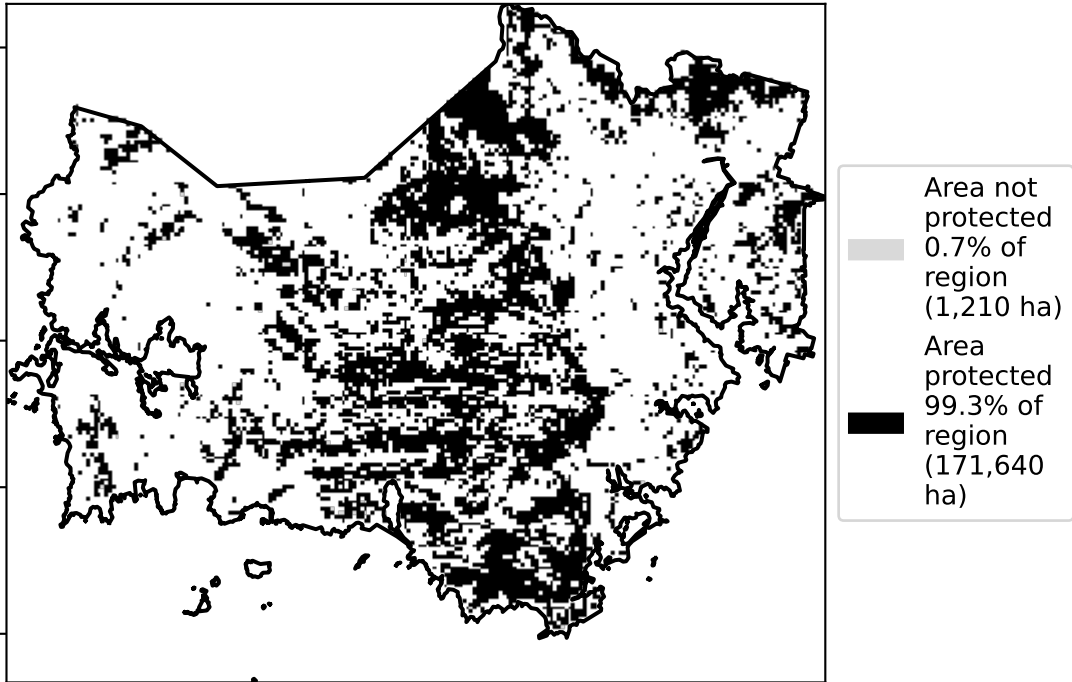 Area not
protected
0.7% of
region
(1,210 ha)
Area
protected
99.3% of
region
(171,640
ha)